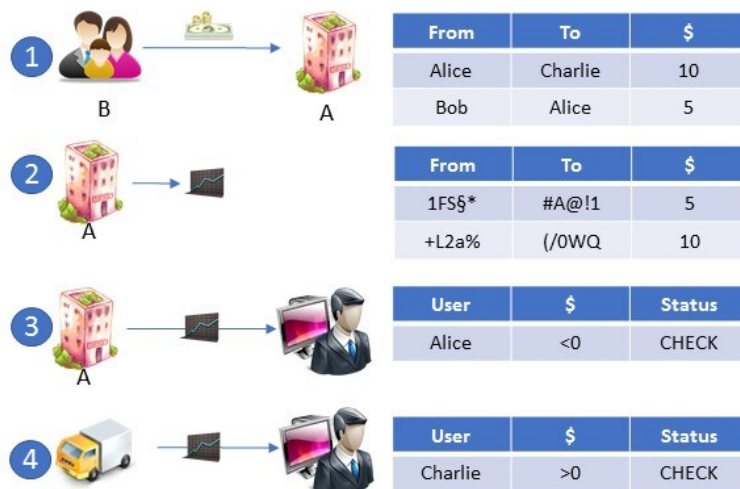 1
B
A
From To $
Alice Charlie 10
Bob Alice 5
2
A
From To $
1FS§* #A@!1 5
+L2a% (/0WQ 10
3
A
User $ Status
Alice <0 CHECK
4
User $ Status
Charlie >0 CHECK